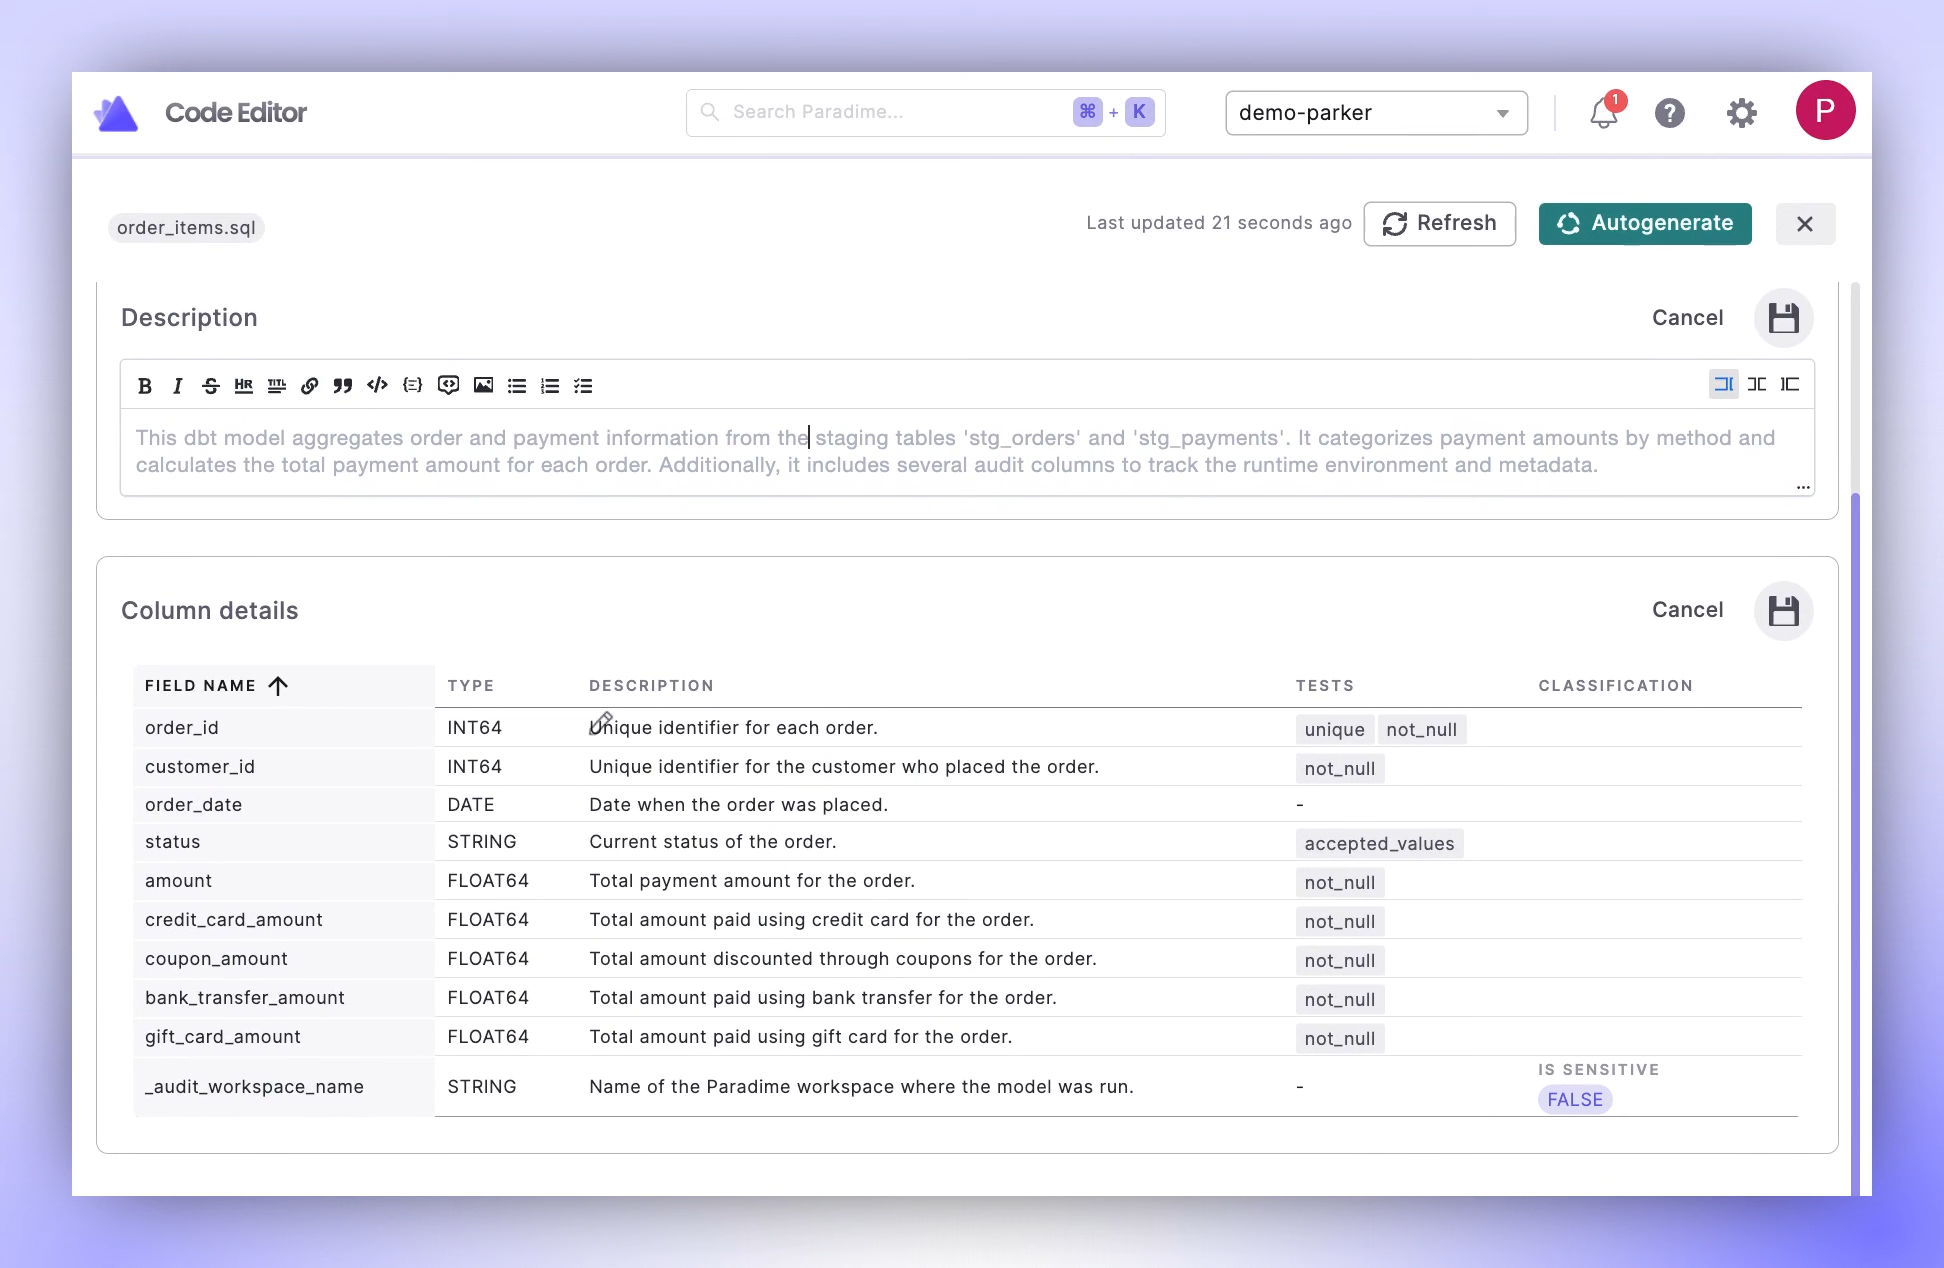 Code Editor
Search Paradime...
⌘ + K
demo-parker
1
?
P
order_items.sql
Last updated 21 seconds ago
Refresh
Autogenerate
Description
Cancel
B I S HR TITL
This dbt model aggregates order and payment information from the staging tables 'stg_orders' and 'stg_payments'. It categorizes payment amounts by method and
calculates the total payment amount for each order. Additionally, it includes several audit columns to track the runtime environment and metadata.
...
Column details
Cancel
FIELD NAME TYPE DESCRIPTION TESTS CLASSIFICATION
order_id INT64 Unique identifier for each order. unique not_null
customer_id INT64 Unique identifier for the customer who placed the order. not_null
order_date DATE Date when the order was placed. -
status STRING Current status of the order. accepted_values
amount FLOAT64 Total payment amount for the order. not_null
credit_card_amount FLOAT64 Total amount paid using credit card for the order. not_null
coupon_amount FLOAT64 Total amount discounted through coupons for the order. not_null
bank_transfer_amount FLOAT64 Total amount paid using bank transfer for the order. not_null
gift_card_amount FLOAT64 Total amount paid using gift card for the order. not_null
IS SENSITIVE
_audit_workspace_name STRING Name of the Paradime workspace where the model was run. -
FALSE